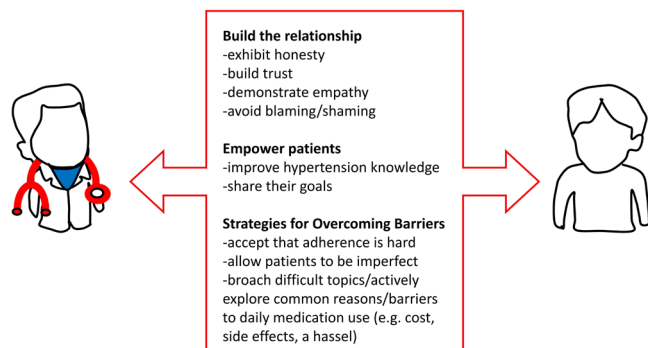 Build the relationship
-exhibit honesty
-build trust
-demonstrate empathy
-avoid blaming/shaming
Empower patients
-improve hypertension knowledge
-share their goals
Strategies for Overcoming Barriers
-accept that adherence is hard
-allow patients to be imperfect
-broach difficult topics/actively
explore common reasons/barriers
to daily medication use (e.g. cost,
side effects, a hassel)